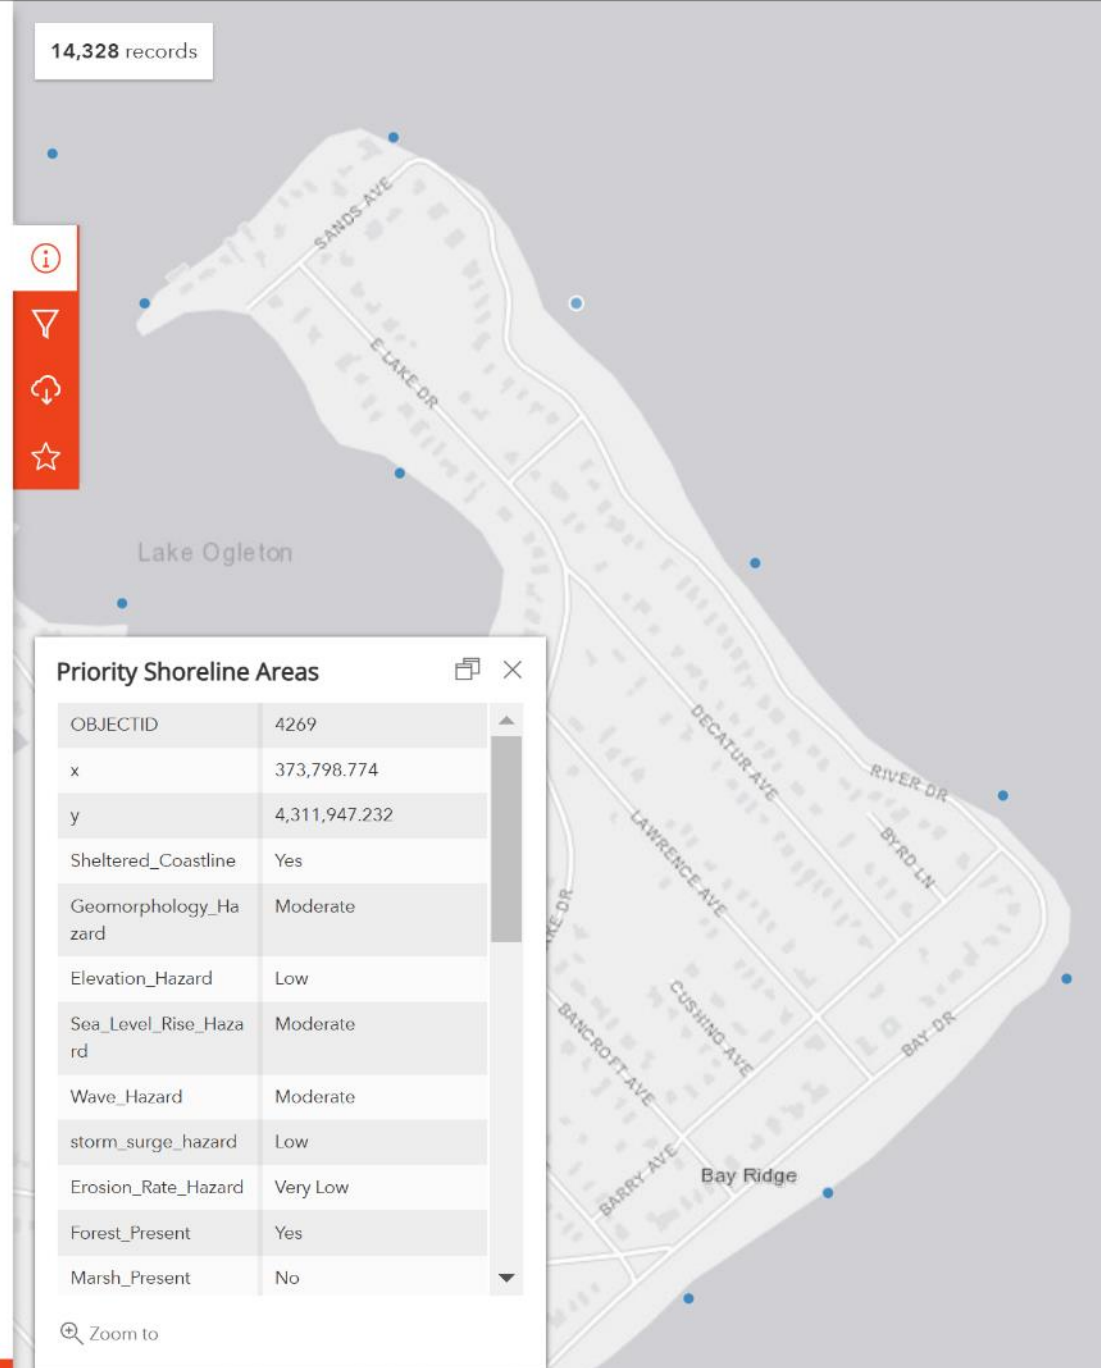 14,328 records
SANDS AVE
E LAKE DR
Lake Ogleton
Priority Shoreline Areas
OBJECTID 4269
x 373,798.774
y 4,311,947.232
Sheltered_Coastline Yes
Geomorphology_Ha
zard Moderate
Elevation_Hazard Low
Sea_Level_Rise_Haza
rd Moderate
Wave_Hazard Moderate
storm_surge_hazard Low
Erosion_Rate_Hazard Very Low
Forest_Present Yes
Marsh_Present No
Zoom to
DECATUR AVE
RIVER DR
BYRD LN
LAWRENCE AVE
KE DR
CUSHING AVE
BANCROFT AVE
BAY DR
BARRY AVE
Bay Ridge